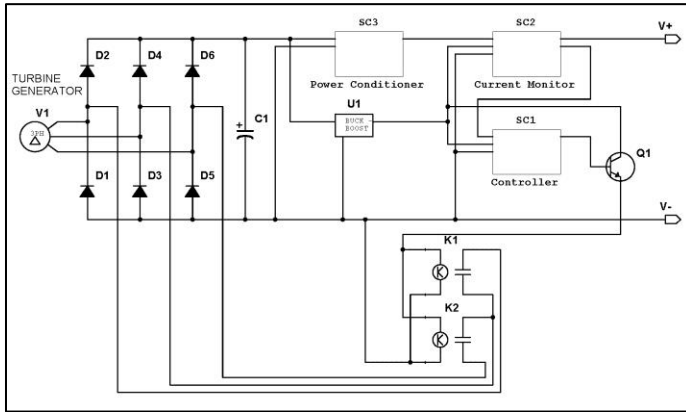 SC3
SC2
V+
D2
D4
D6
Power Conditioner
Current Monitor
TURBINE
GENERATOR
V1
3PH
C1
+
U1
BUCK -
BOOST
SC1
Q1
D1
D3
D5
Controller
V-
K1
K
K2
K